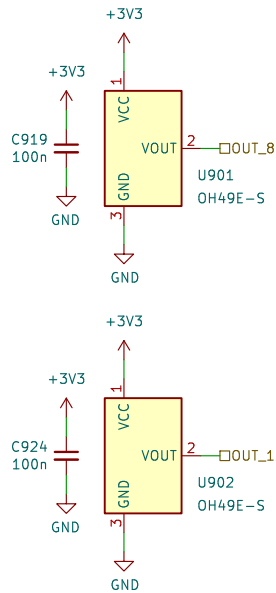 +3V3
+3V3
1
VCC
C919
100n
VOUT
2
OUT_8
GND
U901
OH49E-S
3
GND
GND
+3V3
+3V3
1
VCC
C924
100n
VOUT
2
OUT_1
GND
U902
OH49E-S
3
GND
GND